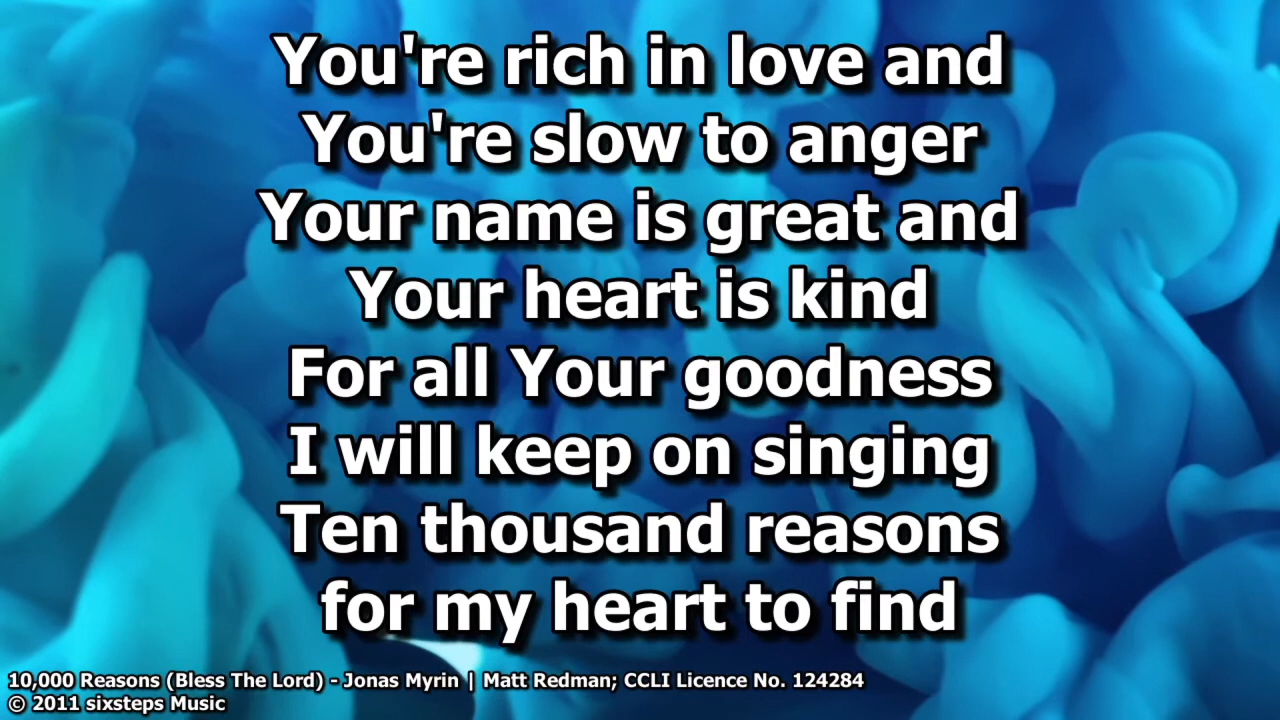 You're rich in love and
You're slow to anger
Your name is great and
Your heart is kind
For all Your goodness
I will keep on singing
Ten thousand reasons
for my heart to find
10,000 Reasons (Bless The Lord) - Jonas Myrin | Matt Redman; CCLI Licence No. 124284
© 2011 sixsteps Music